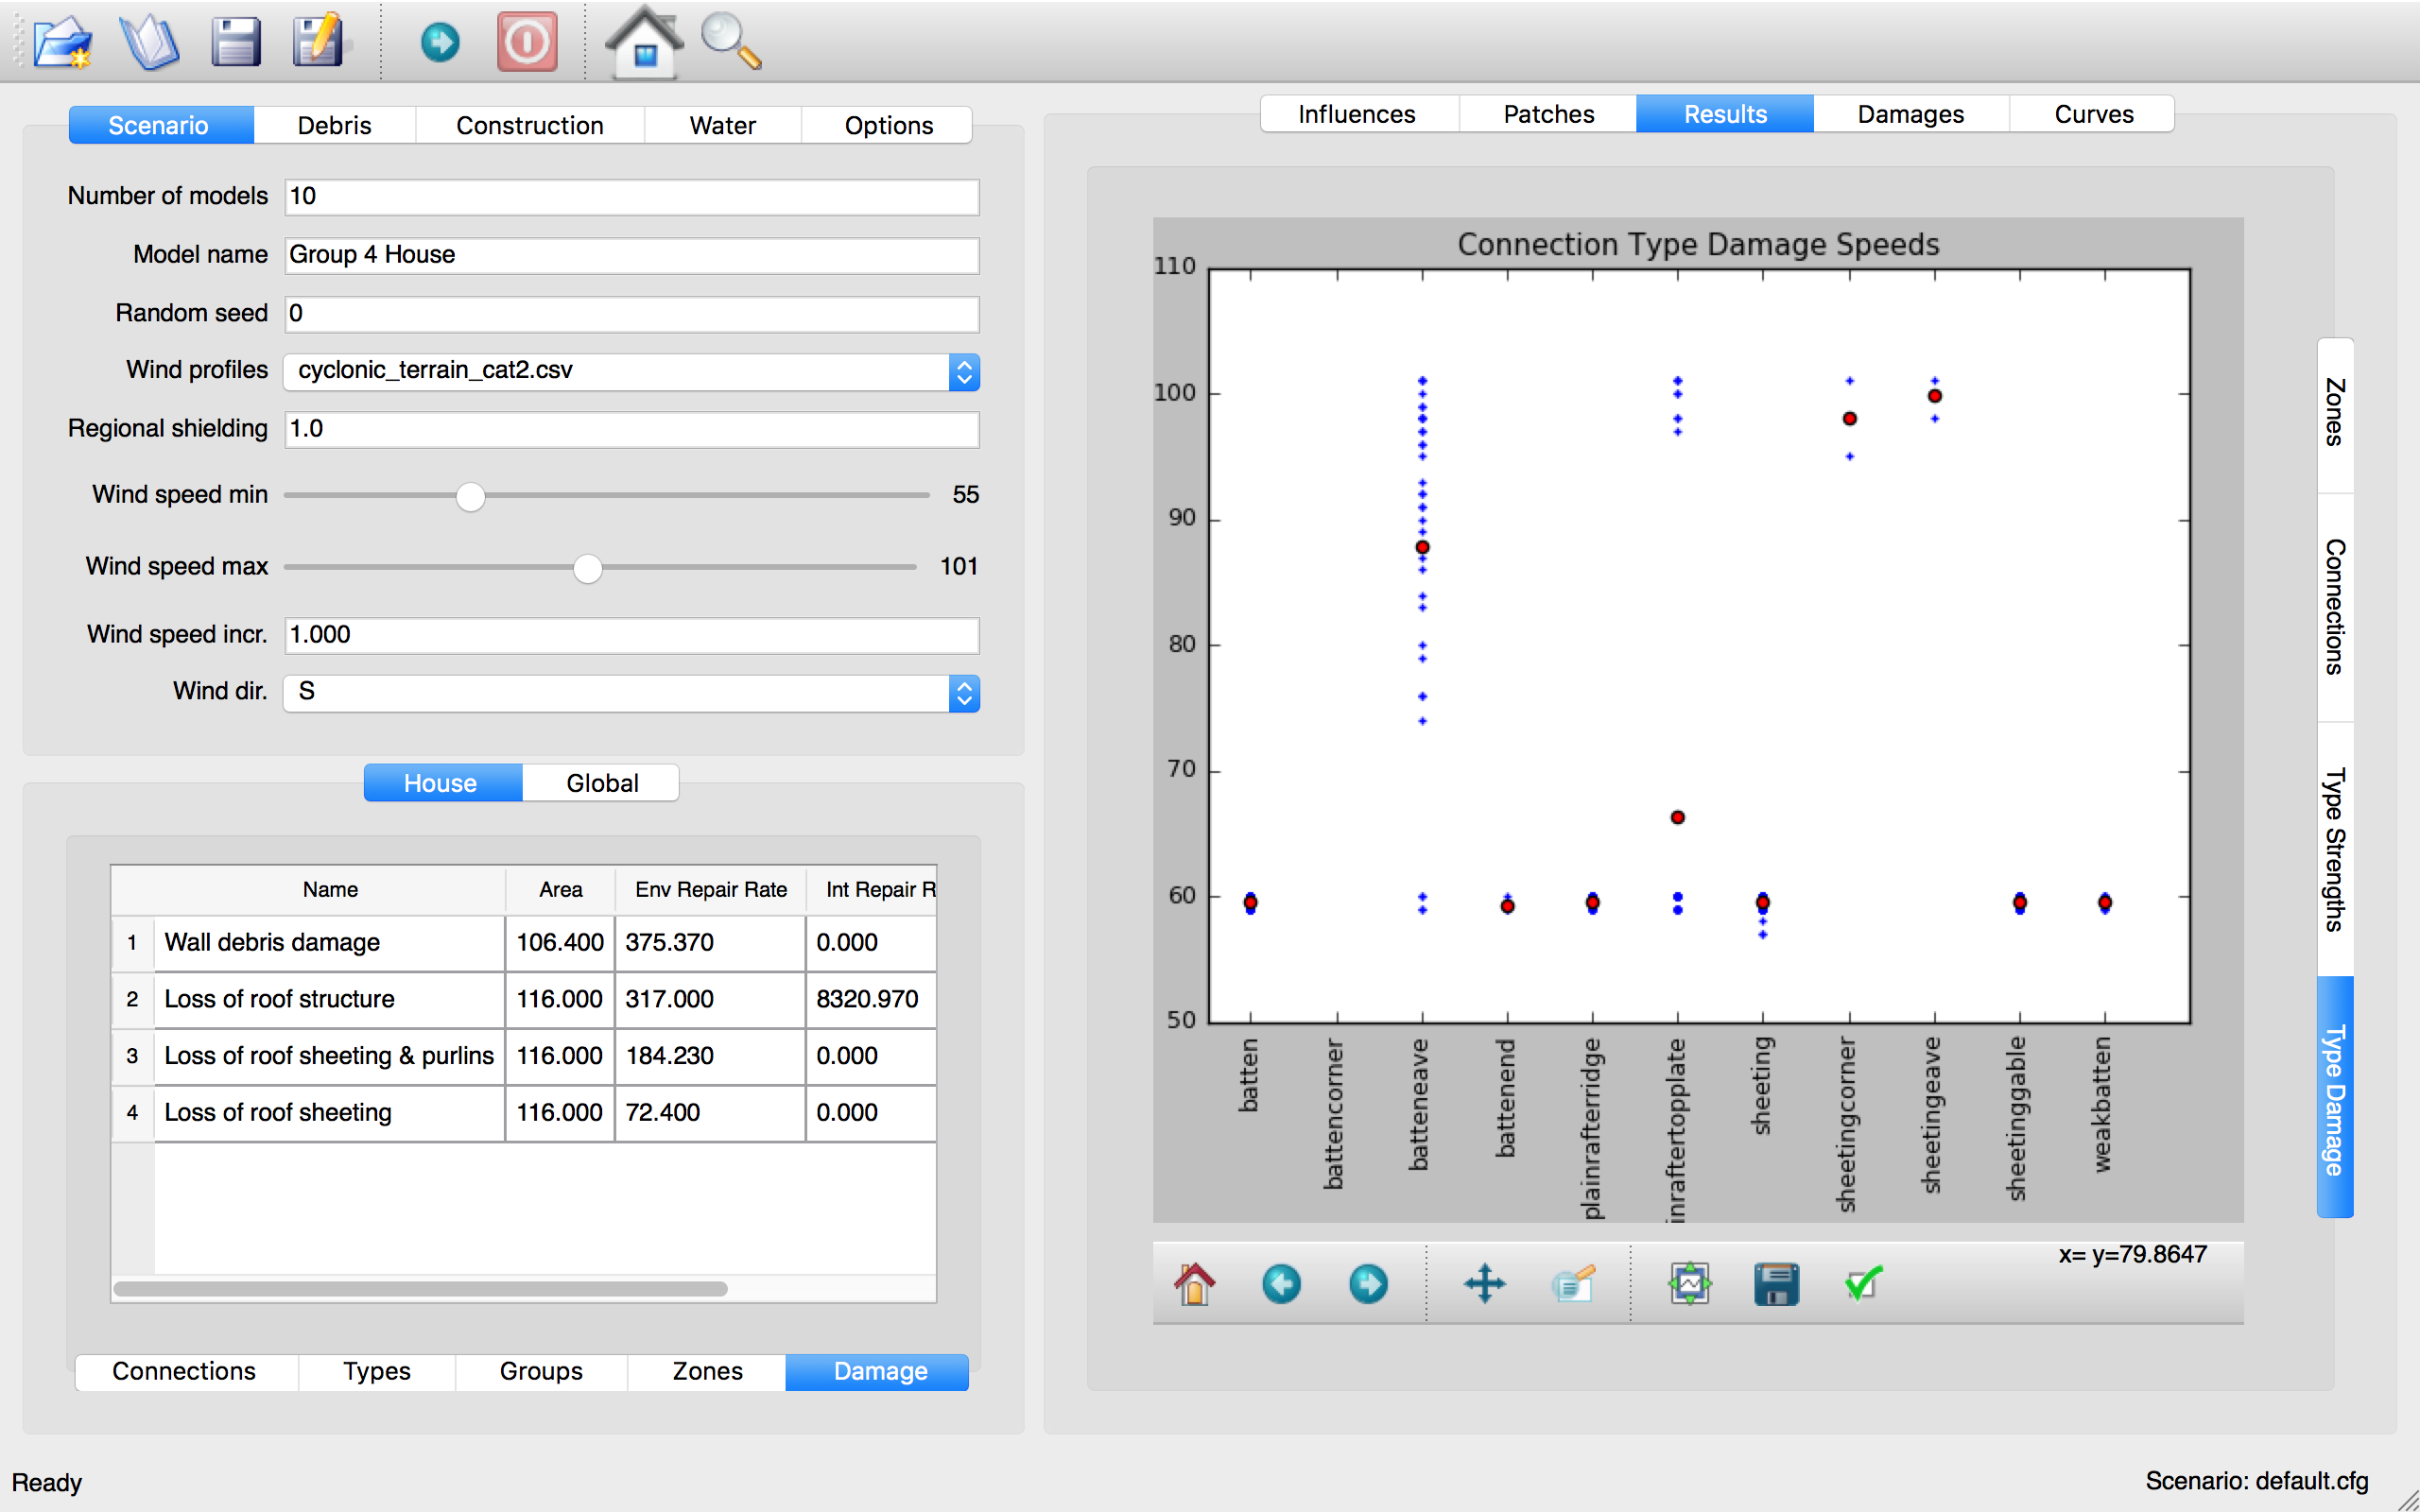 Scenario Debris Construction Water Options
Number of models 10
Model name Group 4 House
Random seed 0
Wind profiles cyclonic_terrain_cat2.csv
Regional shielding 1.0
Wind speed min 55
Wind speed max 101
Wind speed incr. 1.000
Wind dir. S
House Global
Name Area Env Repair Rate Int Repair R
1 Wall debris damage 106.400 375.370 0.000
2 Loss of roof structure 116.000 317.000 8320.970
3 Loss of roof sheeting & purlins 116.000 184.230 0.000
4 Loss of roof sheeting 116.000 72.400 0.000
Connections Types Groups Zones Damage
Influences Patches Results Damages Curves
Connection Type Damage Speeds
110
100
90
80
70
60
50
batten
battencorner
batteneave
battenend
plainrafterridge
inraftertopplate
sheeting
sheetingcorner
sheetingeave
sheetinggable
weakbatten
x= y=79.8647
Zones
Connections
Type Strengths
Type Damage
Ready
Scenario: default.cfg